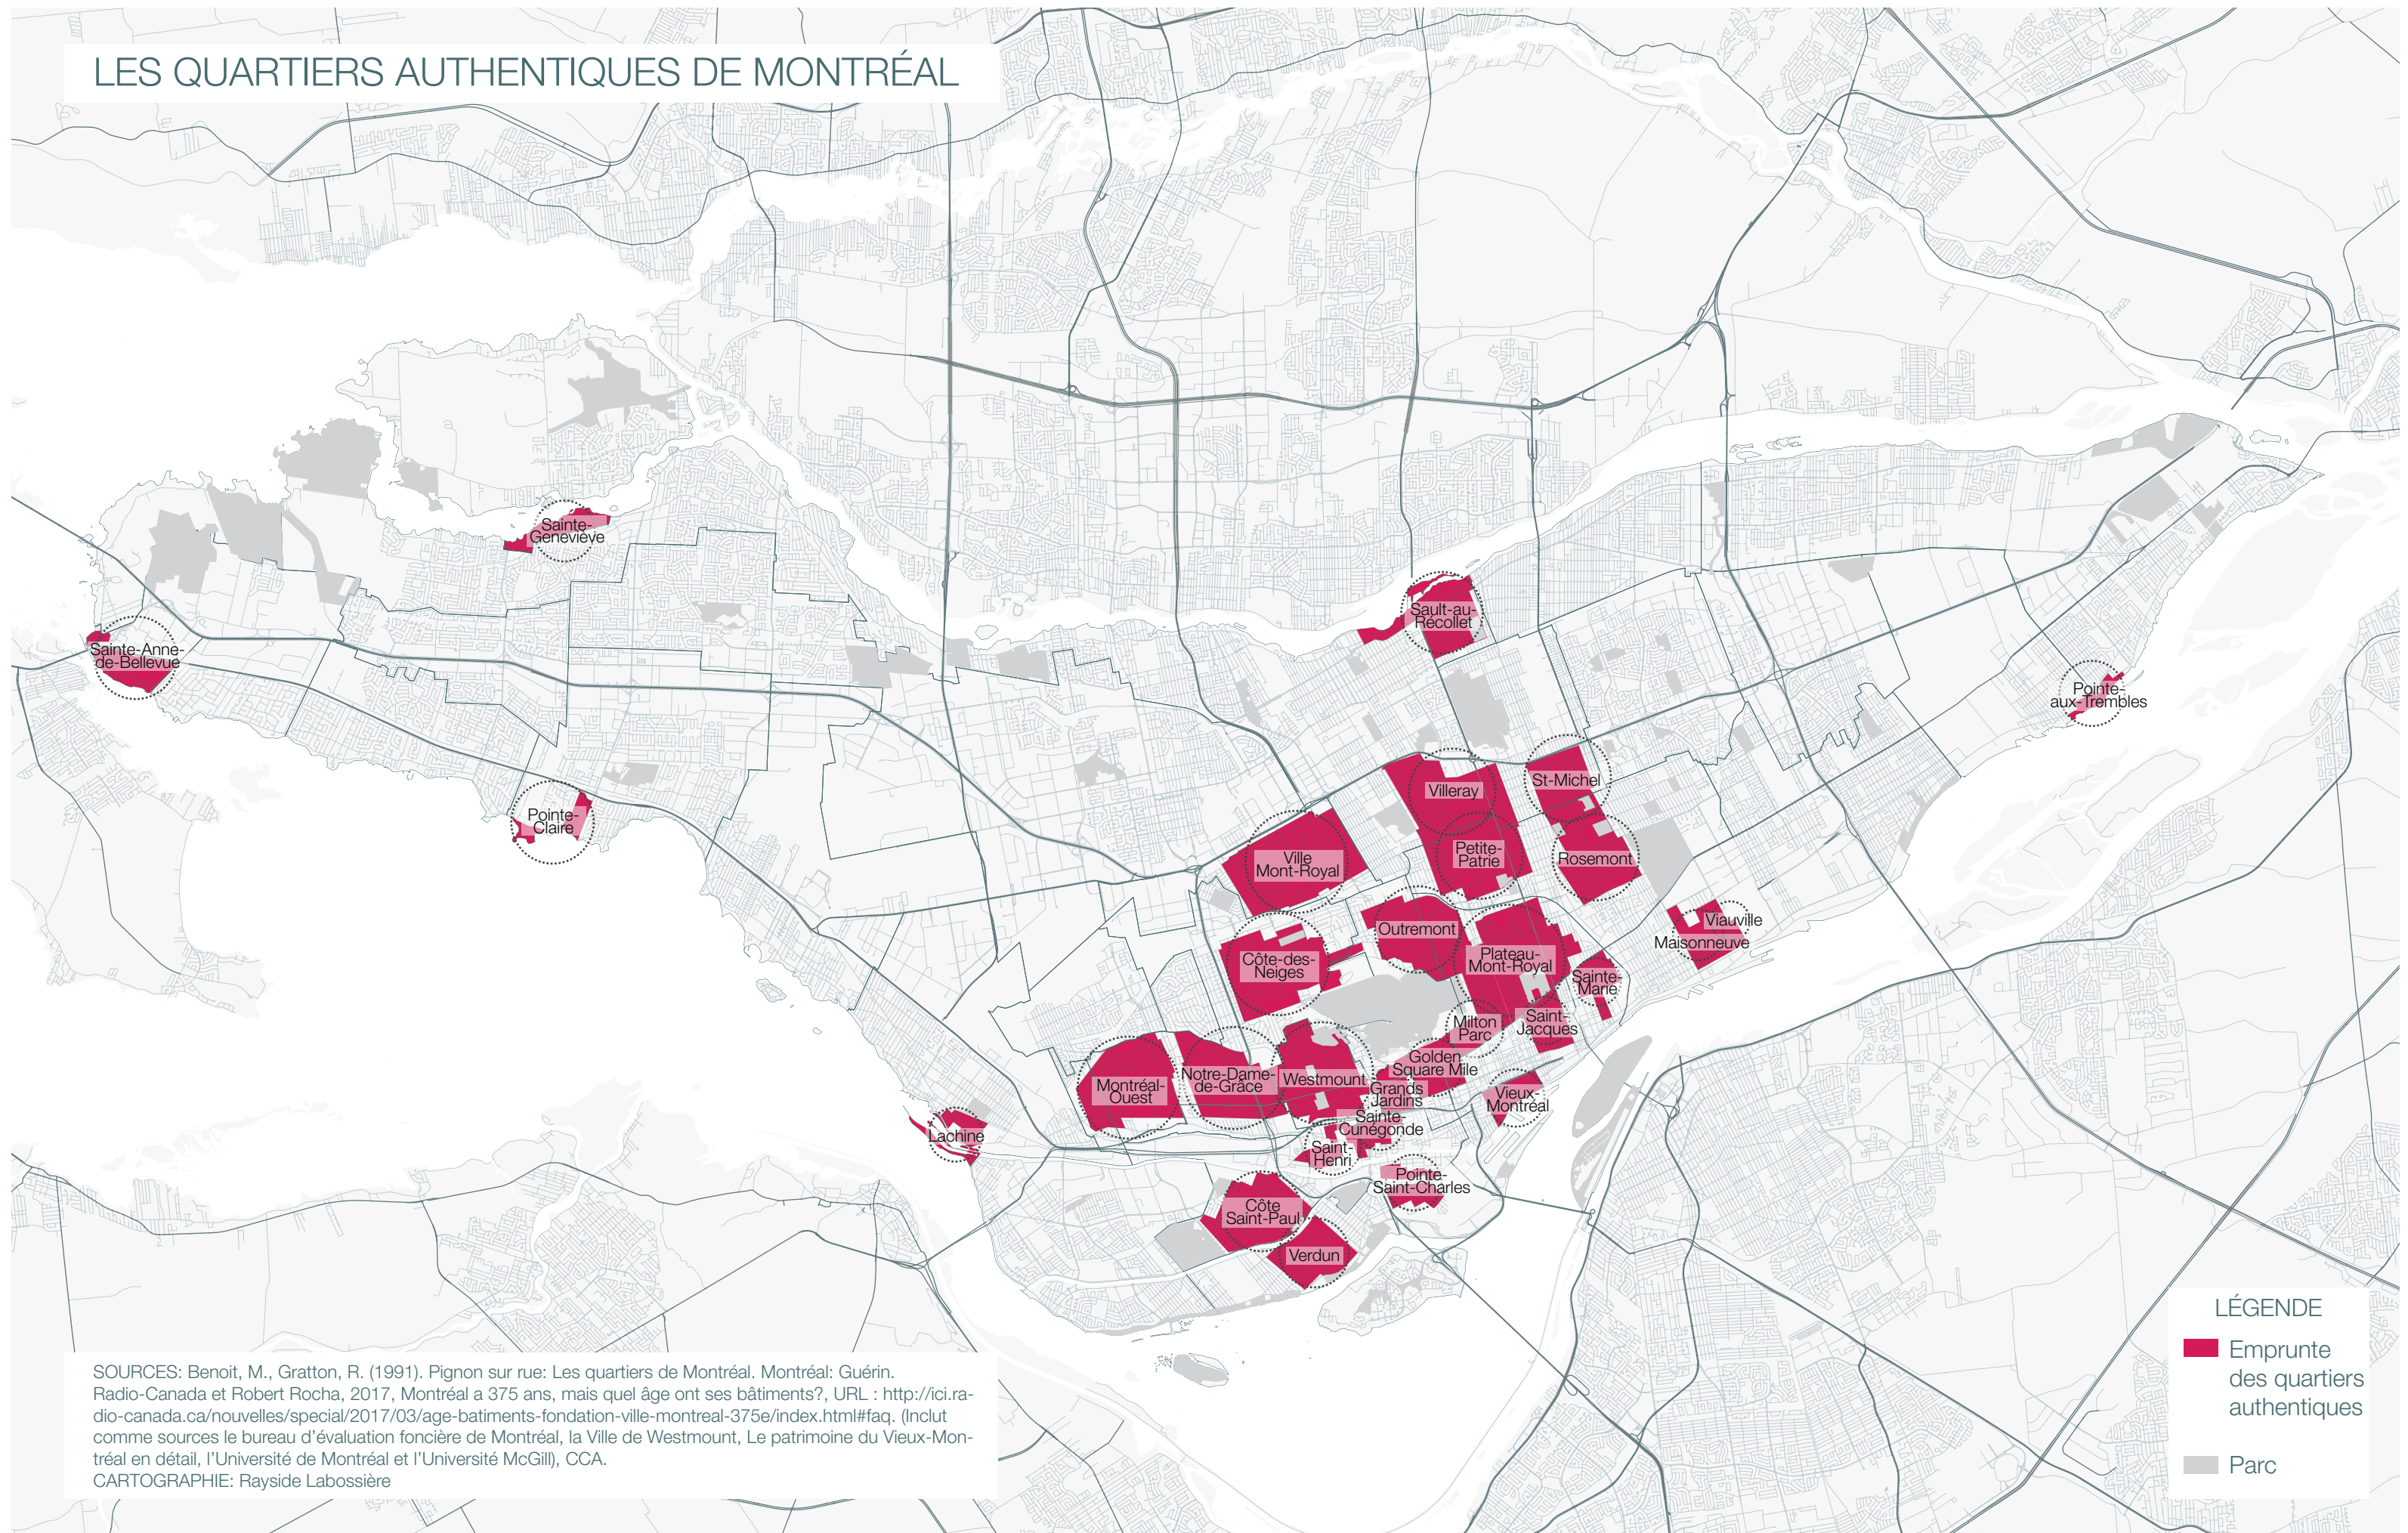 LES QUARTIERS AUTHENTIQUES DE MONTRÉAL
Sainte-
Geneviève
Sault-au-
Récollet
Sainte-Anne-
de-Bellevue
Pointe-
aux-Trembles
Pointe-
Claire
Villeray
St-Michel
Ville
Mont-Royal
Petite-
Patrie
Rosemont
Viauville
Maisonneuve
Outremont
Côte-des-
Neiges
Plateau-
Mont-Royal
Sainte-
Marie
Milton
Parc
Saint-
Jacques
Golden
Square Mile
Montréal-
Ouest
Notre-Dame-
de-Grâce
Westmount
Grands
Jardins
Vieux-
Montréal
Lachine
Sainte-
Cunégonde
Saint-
Henri
Pointe-
Saint-Charles
Côte
Saint-Paul
Verdun
LÉGENDE
Emprunte
des quartiers
authentiques
Parc
SOURCES: Benoit, M., Gratton, R. (1991). Pignon sur rue: Les quartiers de Montréal. Montréal: Guérin.
Radio-Canada et Robert Rocha, 2017, Montréal a 375 ans, mais quel âge ont ses bâtiments?, URL : http://ici.ra-
dio-canada.ca/nouvelles/special/2017/03/age-batiments-fondation-ville-montreal-375e/index.html#faq. (Inclut
comme sources le bureau d'évaluation foncière de Montréal, la Ville de Westmount, Le patrimoine du Vieux-Mon-
tréal en détail, l'Université de Montréal et l'Université McGill), CCA.
CARTOGRAPHIE: Rayside Labossière